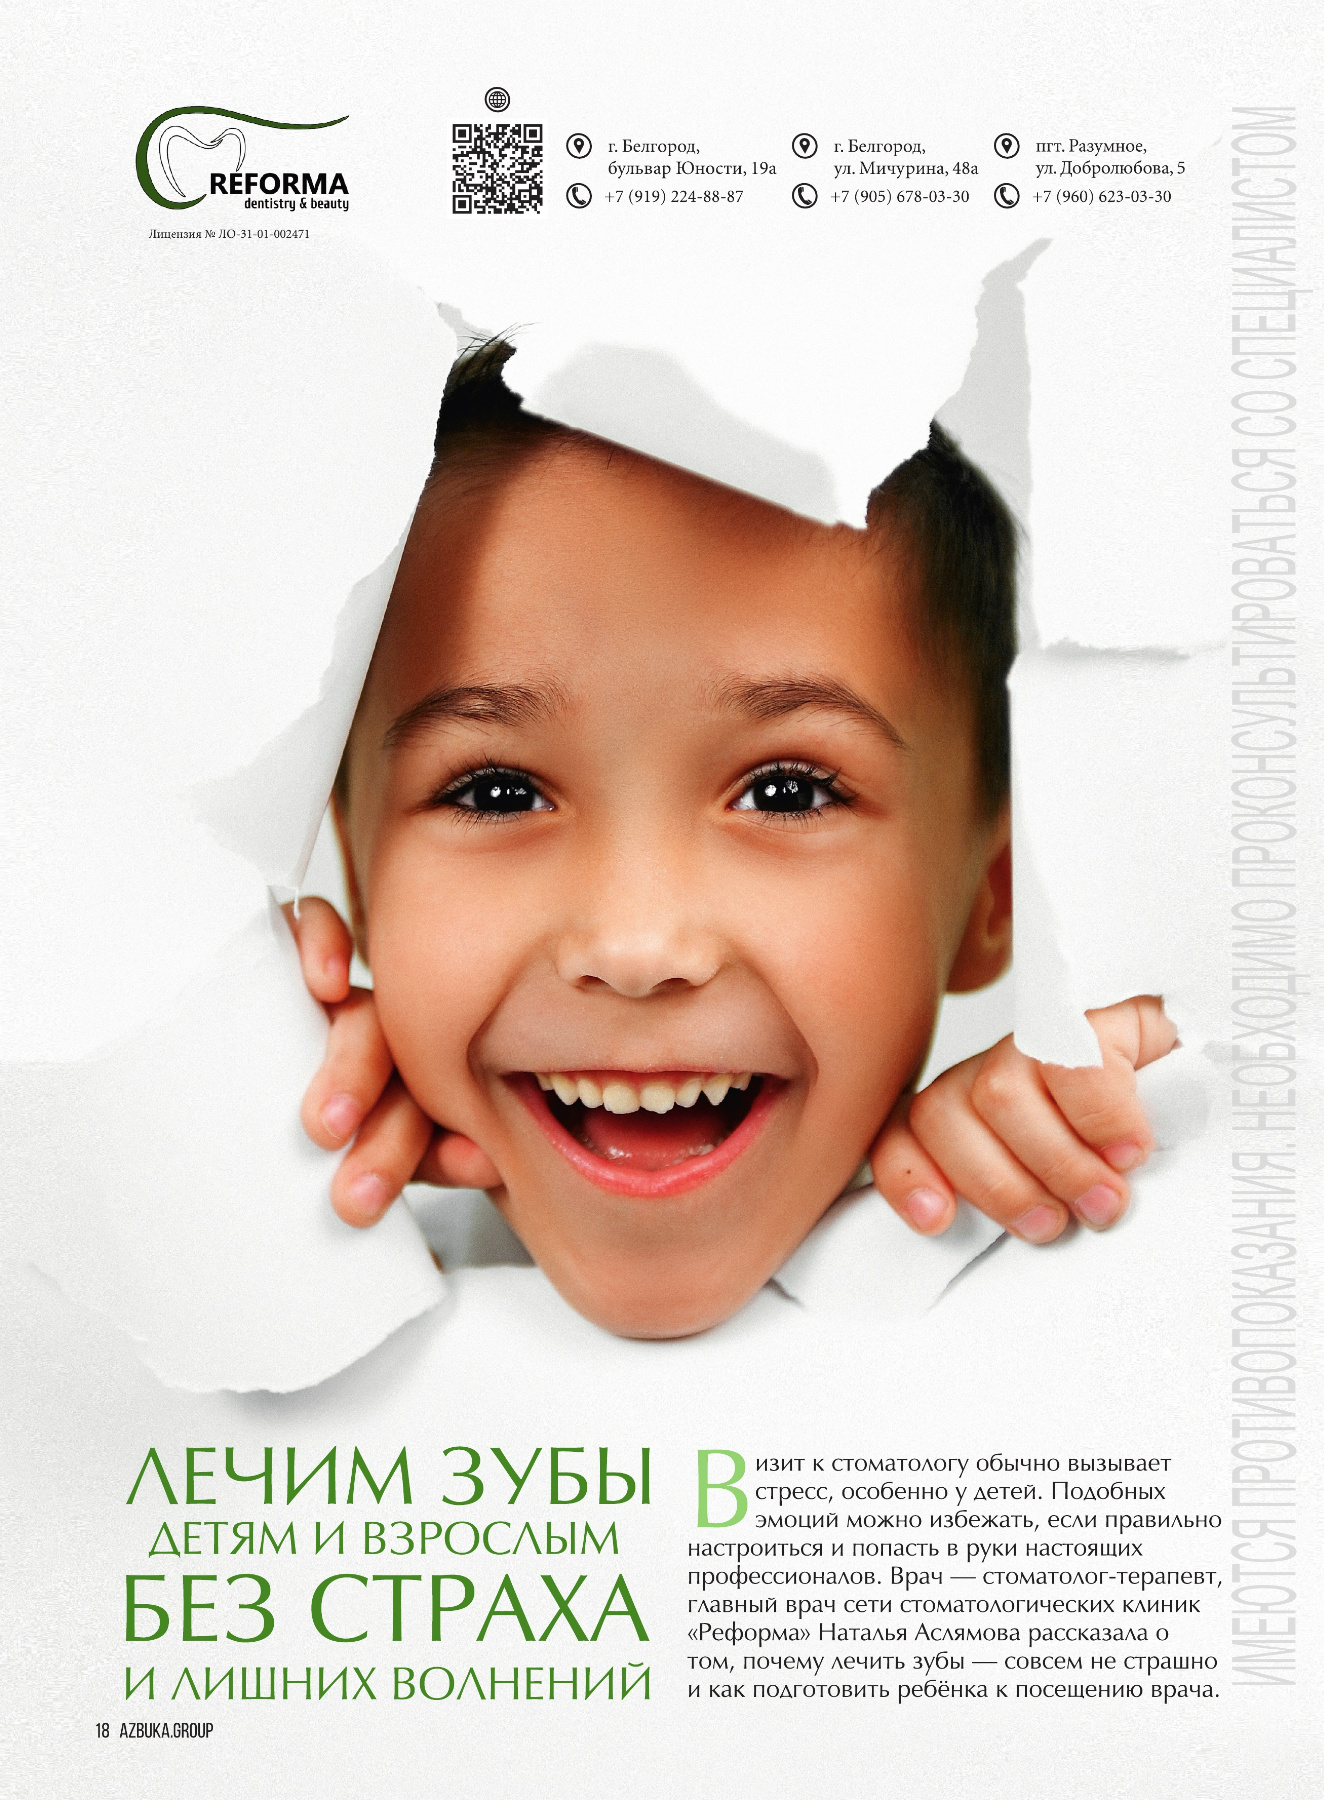 REFORMA
dentistry & beauty
Лицензия № ЛО-31-01-002471
г. Белгород,
бульвар Юности, 19а
+7 (919) 224-88-87
г. Белгород,
ул. Мичурина, 48а
+7 (905) 678-03-30
пгт. Разумное,
ул. Добролюбова, 5
+7 (960) 623-03-30
ИМЕЮТСЯ ПРОТИВОПОКАЗАНИЯ. НЕОБХОДИМО ПРОКОНСУЛЬТИРОВАТЬСЯ СО СПЕЦИАЛИСТОМ
ЛЕЧИМ ЗУБЫ
ДЕТЯМ И ВЗРОСЛЫМ
БЕЗ СТРАХА
И ЛИШНИХ ВОЛНЕНИЙ
Визит к стоматологу обычно вызывает
стресс, особенно у детей. Подобных
эмоций можно избежать, если правильно
настроиться и попасть в руки настоящих
профессионалов. Врач — стоматолог-терапевт,
главный врач сети стоматологических клиник
«Реформа» Наталья Аслямова рассказала о
том, почему лечить зубы — совсем не страшно
и как подготовить ребёнка к посещению врача.
18 AZBUKA.GROUP